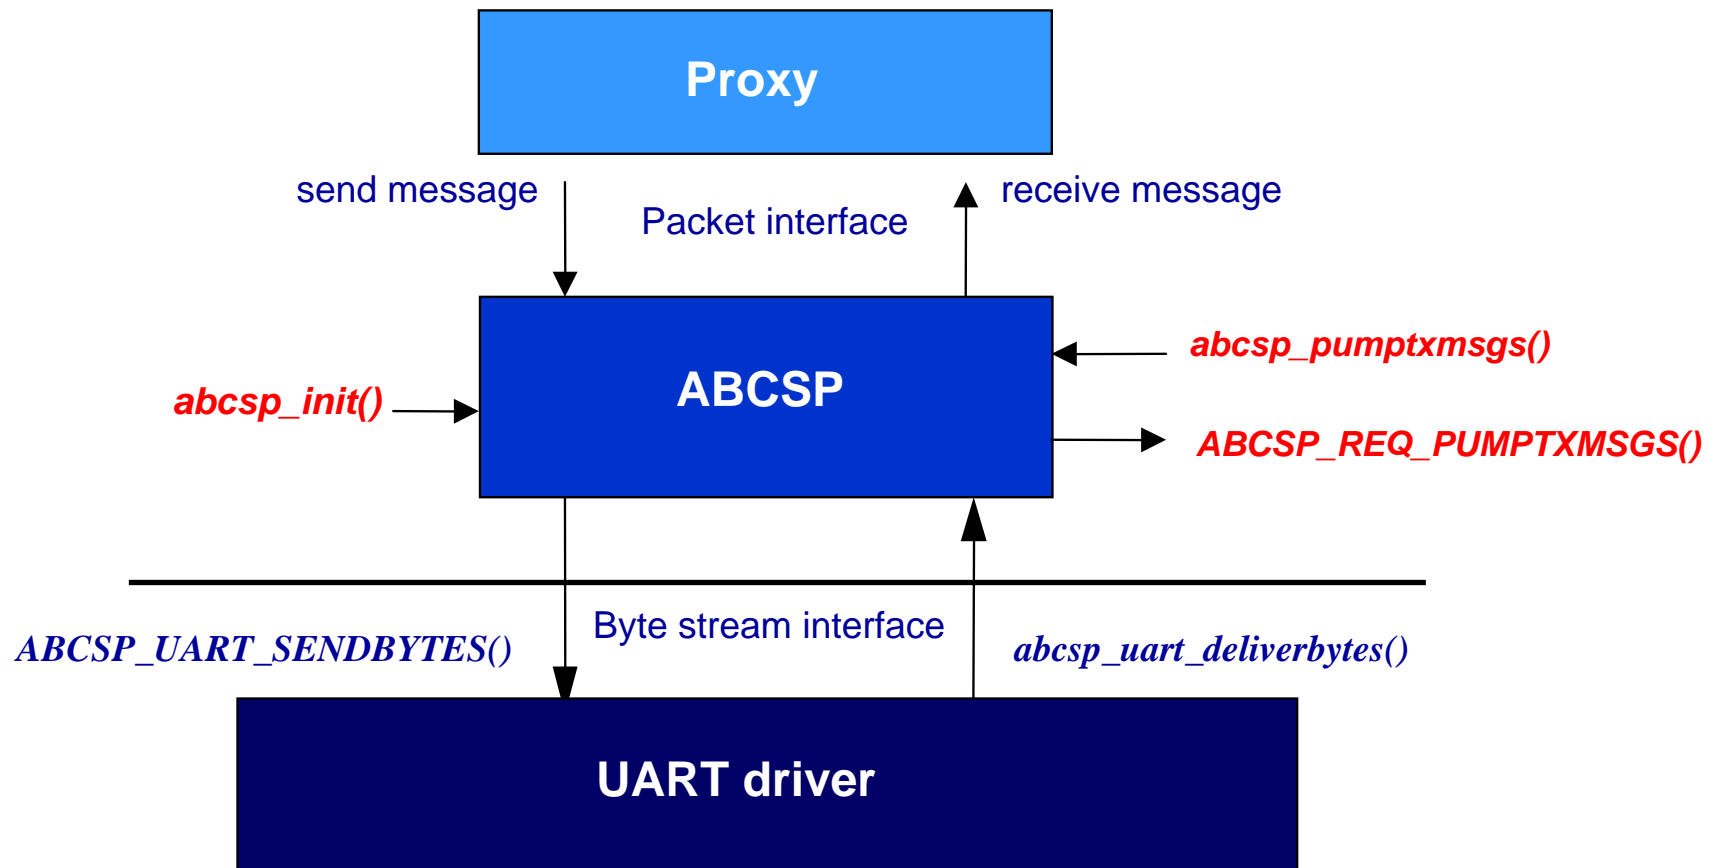 Proxy
send message
receive message
Packet interface
abcsp_pumptxmsgs()
ABCSP
abcsp_init()
ABCSP_REQ_PUMPTXMSGS()
Byte stream interface
ABCSP_UART_SENDBYTES()
abcsp_uart_deliverbytes()
UART driver